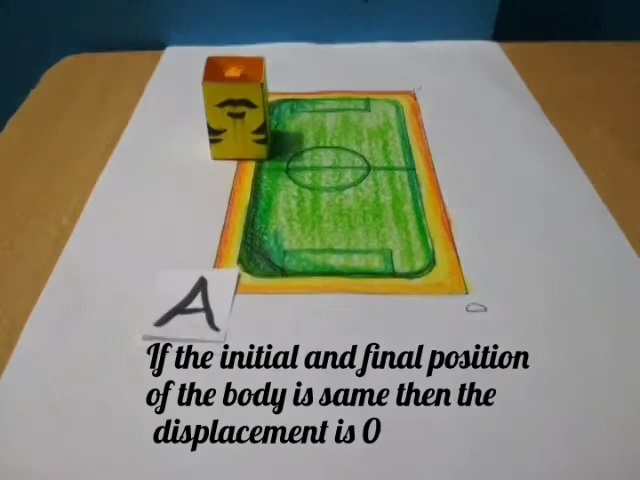 A
If the initial and final position
of the body is same then the
displacement is 0